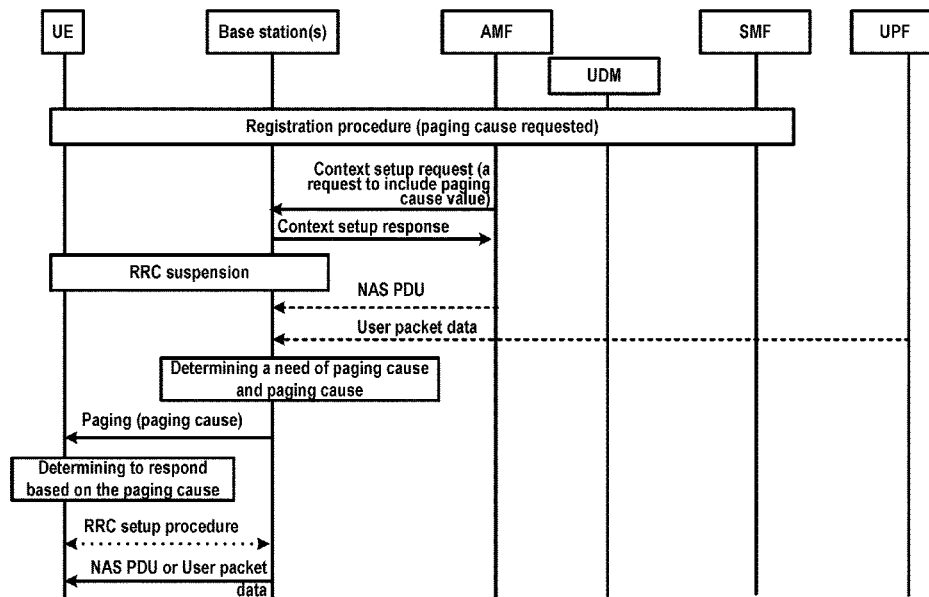 UE
Base station(s)
AMF
SMF
UPF
UDM
Registration procedure (paging cause requested)
Context setup request (a
request to include paging
cause value)
Context setup response
RRC suspension
NAS PDU
User packet data
Determining a need of paging cause
and paging cause
Paging (paging cause)
Determining to respond
based on the paging cause
RRC setup procedure
NAS PDU or User packet
data